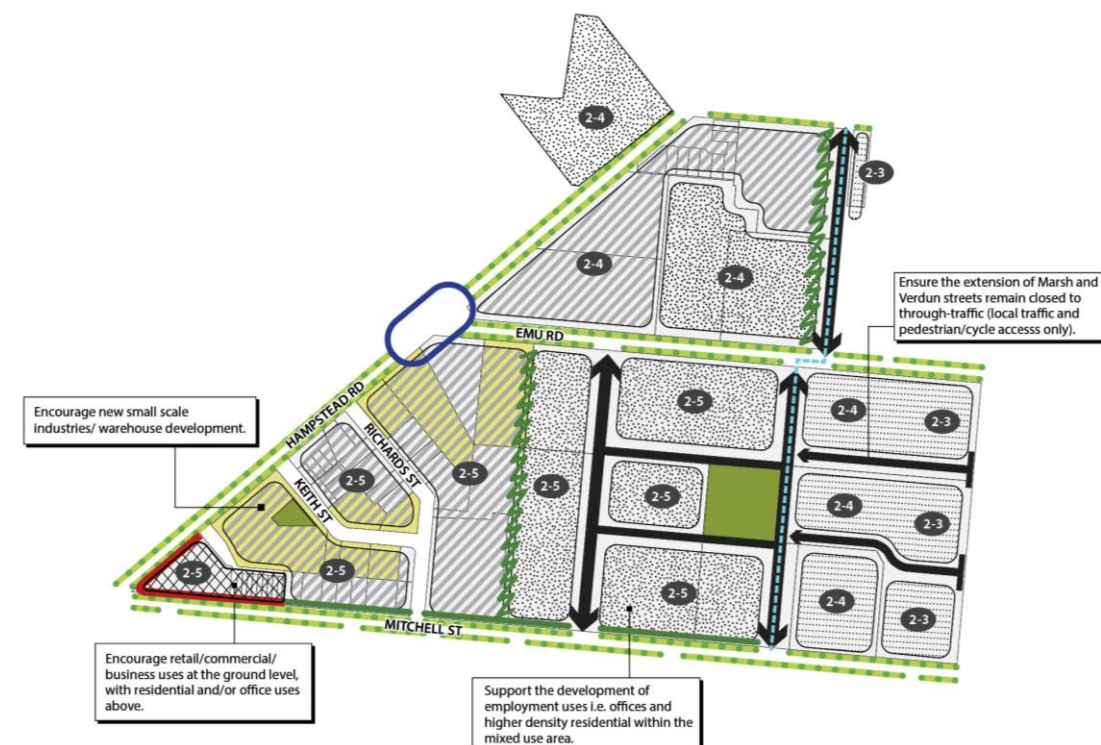 2-4
2-3
2-4
2-4
Ensure the extension of Marsh and
Verdun streets remain closed to
through-traffic (local traffic and
pedestrian/cycle accesss only).
EMU RD
HAMPSTEAD RD
Encourage new small scale
industries/ warehouse development.
RICHARDS ST
KEITH ST
2-5
2-5
2-5
2-5
2-5
2-4
2-3
2-4
2-3
2-5
2-5
2-5
2-4
2-3
MITCHELL ST
Encourage retail/commercial/
business uses at the ground level,
with residential and/or office uses
above.
Support the development of
employment uses i.e. offices and
higher density residential within the
mixed use area.